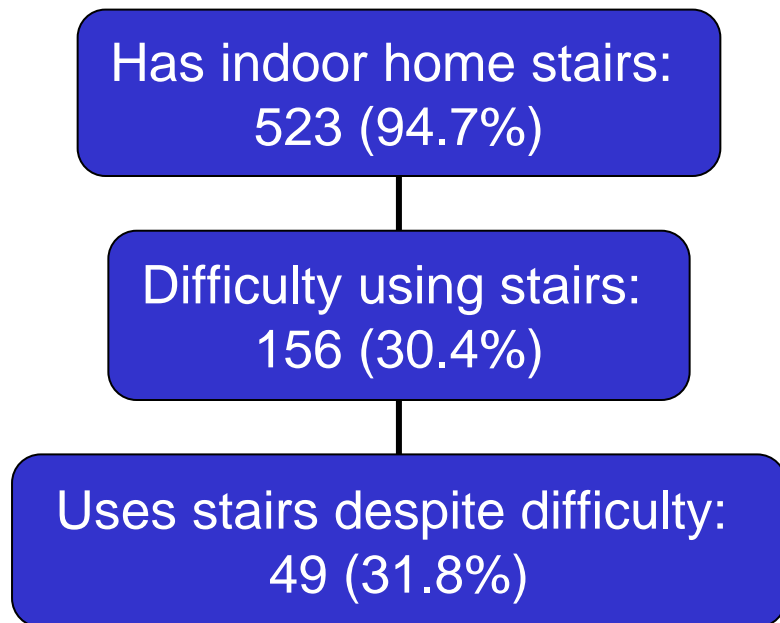 Has indoor home stairs:
523 (94.7%)
Difficulty using stairs:
156 (30.4%)
Uses stairs despite difficulty:
49 (31.8%)